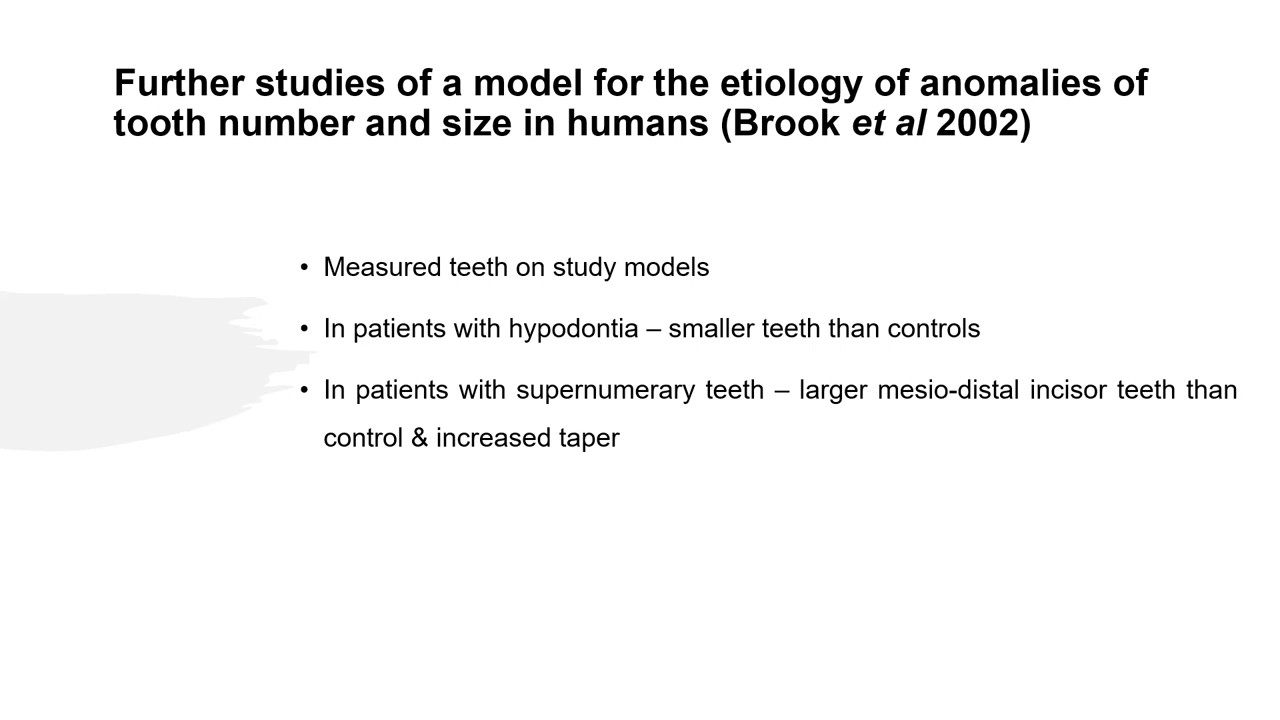 Further studies of a model for the etiology of anomalies of
tooth number and size in humans (Brook et al 2002)
• Measured teeth on study models
• In patients with hypodontia – smaller teeth than controls
• In patients with supernumerary teeth – larger mesio-distal incisor teeth than
control & increased taper